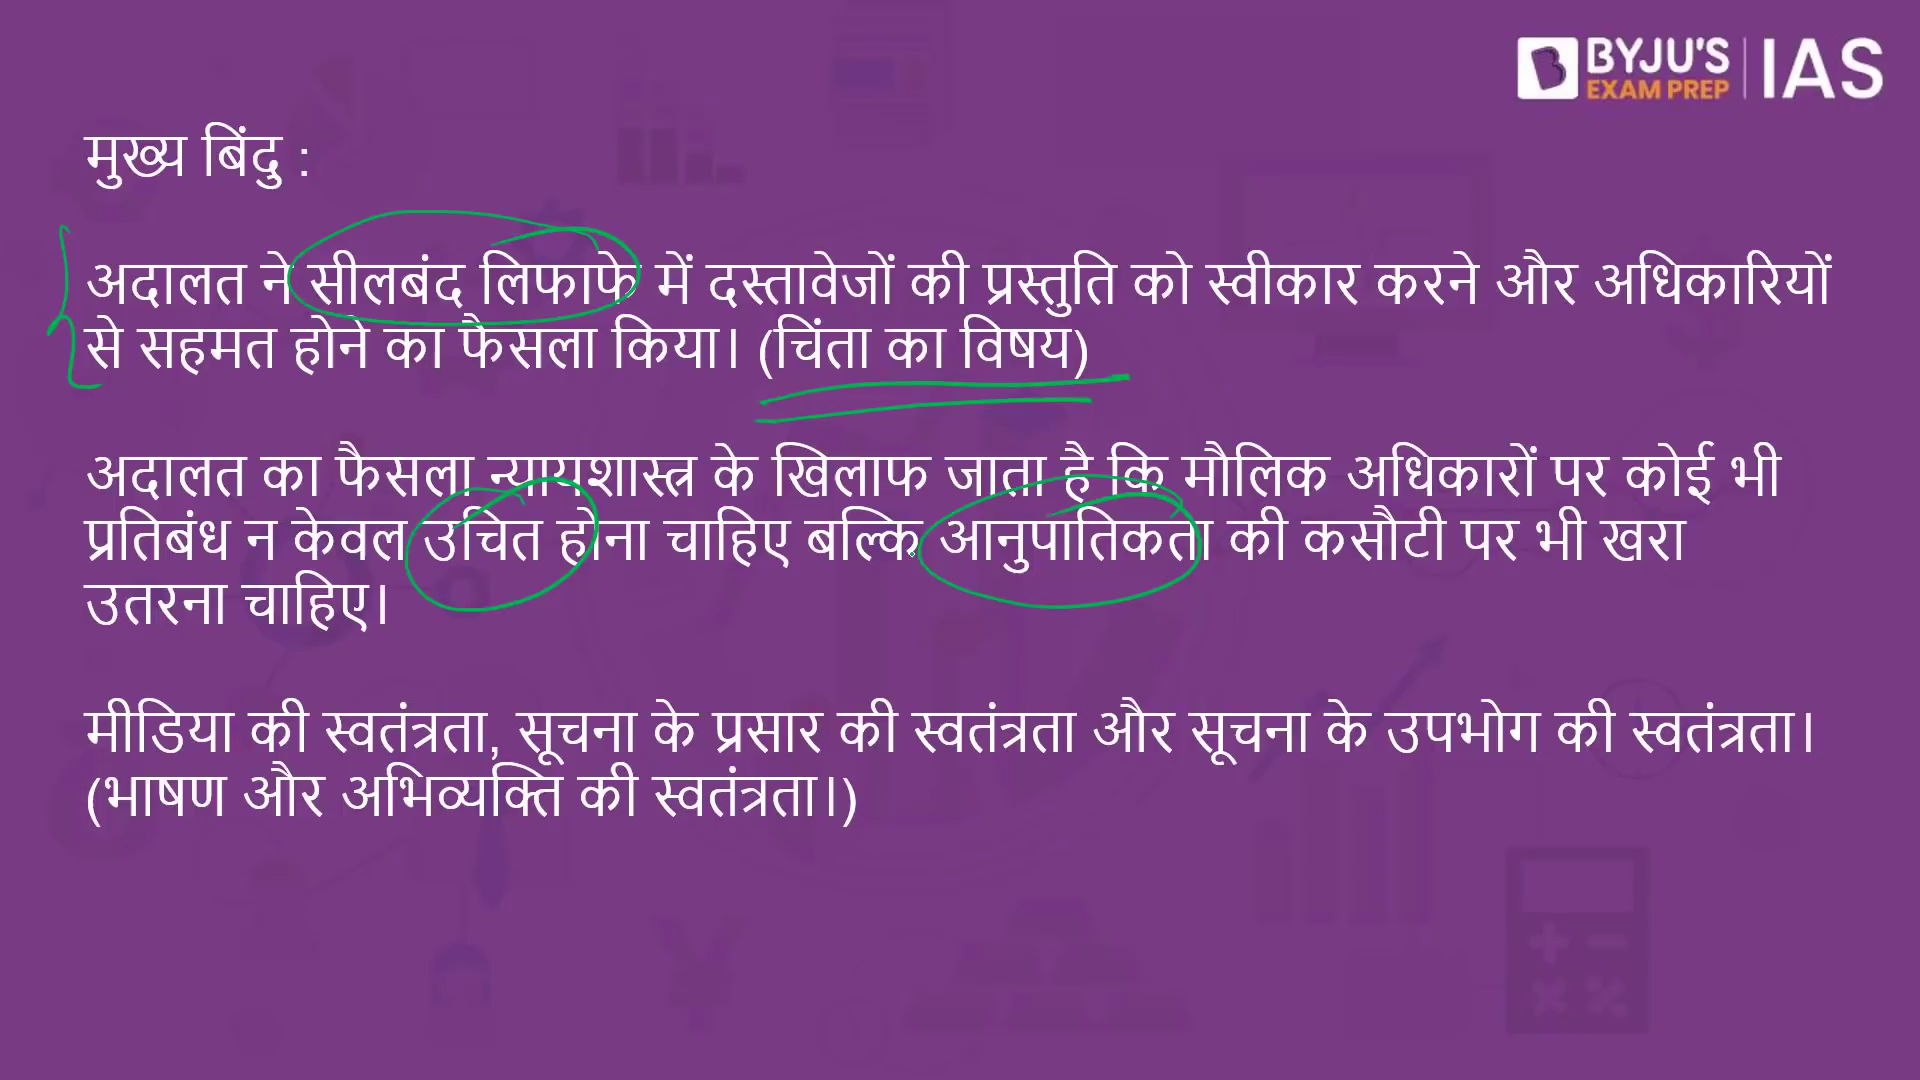 BYJU'S
EXAM PREP
IAS
मुख्य बिंदु :
अदालत ने सीलबंद लिफाफे में दस्तावेजों की प्रस्तुति को स्वीकार करने और अधिकारियों
से सहमत होने का फैसला किया। (चिंता का विषय)
अदालत का फैसला न्यायशास्त्र के खिलाफ जाता है कि मौलिक अधिकारों पर कोई भी
प्रतिबंध न केवल उचित होना चाहिए बल्कि आनुपातिकता की कसौटी पर भी खरा
उतरना चाहिए।
मीडिया की स्वतंत्रता, सूचना के प्रसार की स्वतंत्रता और सूचना के उपभोग की स्वतंत्रता।
(भाषण और अभिव्यक्ति की स्वतंत्रता।)